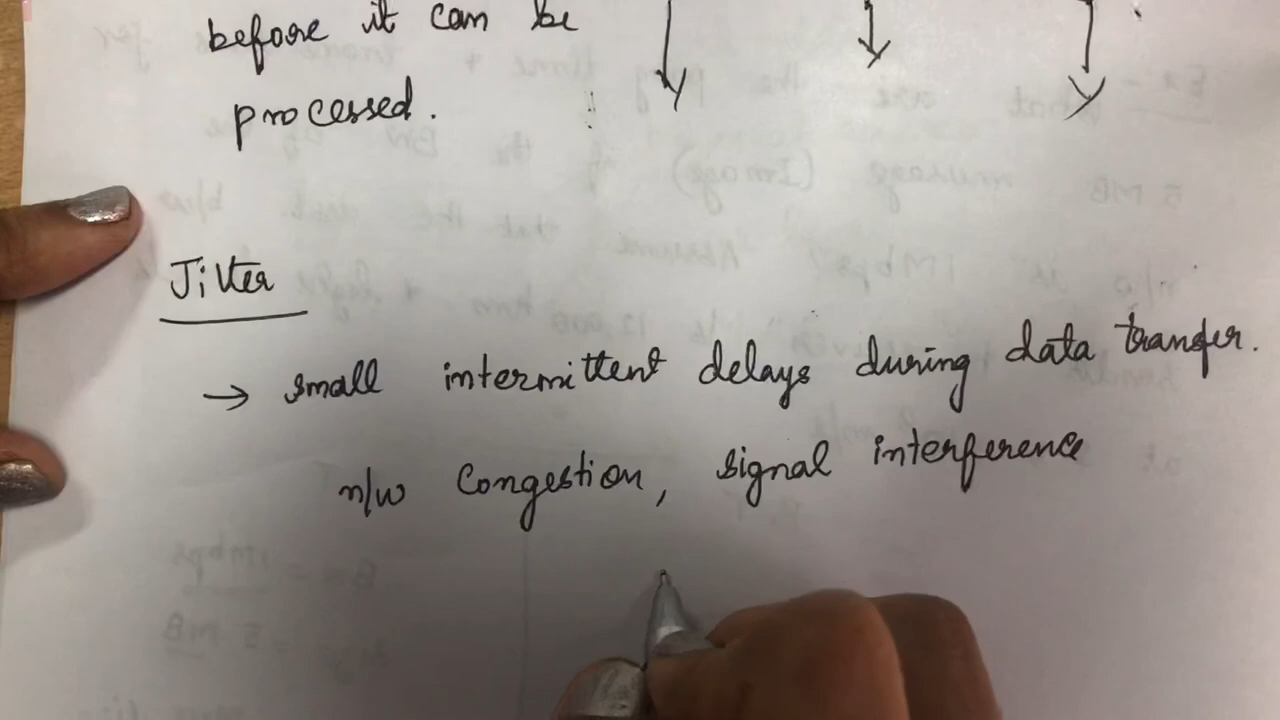 before it can be
processed.
Jitter
→ small intermittent delays during data transfer.
n/w Congestion, signal interference